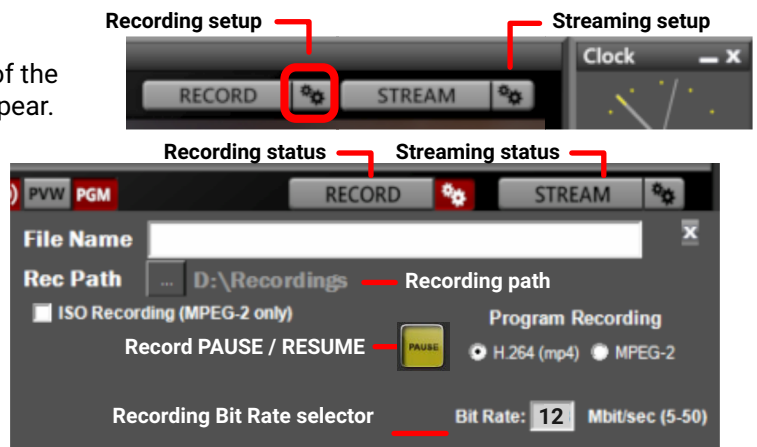 Recording setup Streaming setup
of the
pear.
Clock
RECORD STREAM
Recording status Streaming status
PVW PGM RECORD STREAM
File Name
Rec Path ... D:\Recordings Recording path
ISO Recording (MPEG-2 only)
Program Recording
Record PAUSE / RESUME PAUSE H.264 (mp4) MPEG-2
Recording Bit Rate selector Bit Rate: 12 Mbit/sec (5-50)